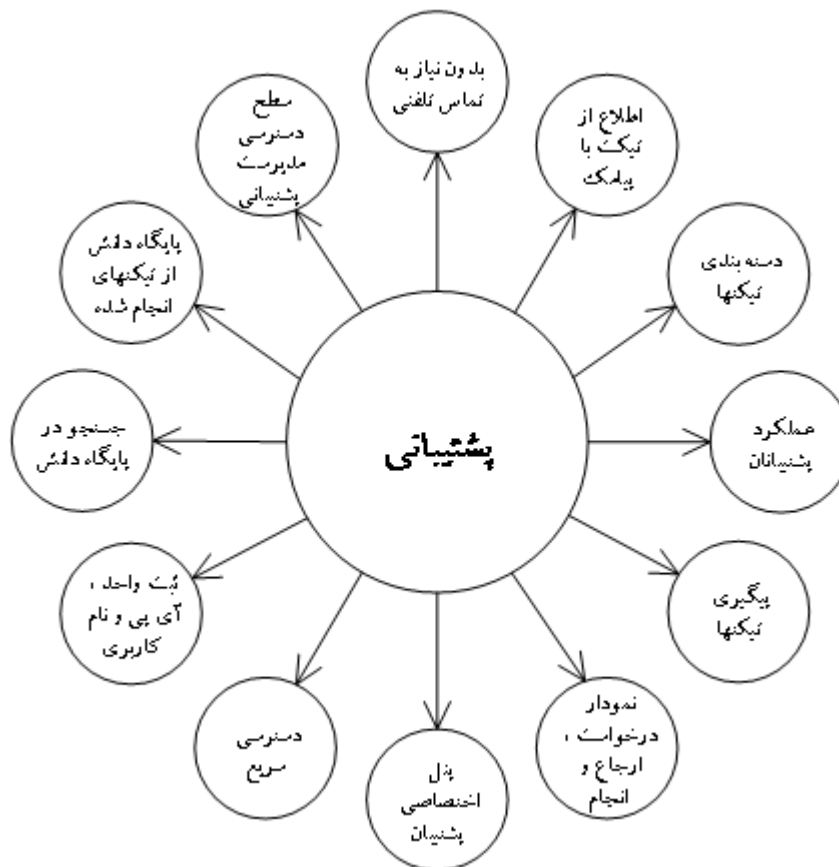 بدون نیاز به
تماس تلفنی
اطلاع از
تیکت با
پیامک
دسته بندی
تیکتها
عملکرد
پشتیبانان
پیگیری
تیکتها
نمودار
درخواست ،
ارجاع و
انجام
پنل
اختصاصی
پشتیبان
دسترسی
سریع
ثبت واحد ،
آی پی و نام
کاربری
جستجو در
پایگاه دانش
پایگاه دانش
از تیکتهای
انجام شده
سطح
دسترسی
مدیریت
پشتیبانی
پشتیبانی